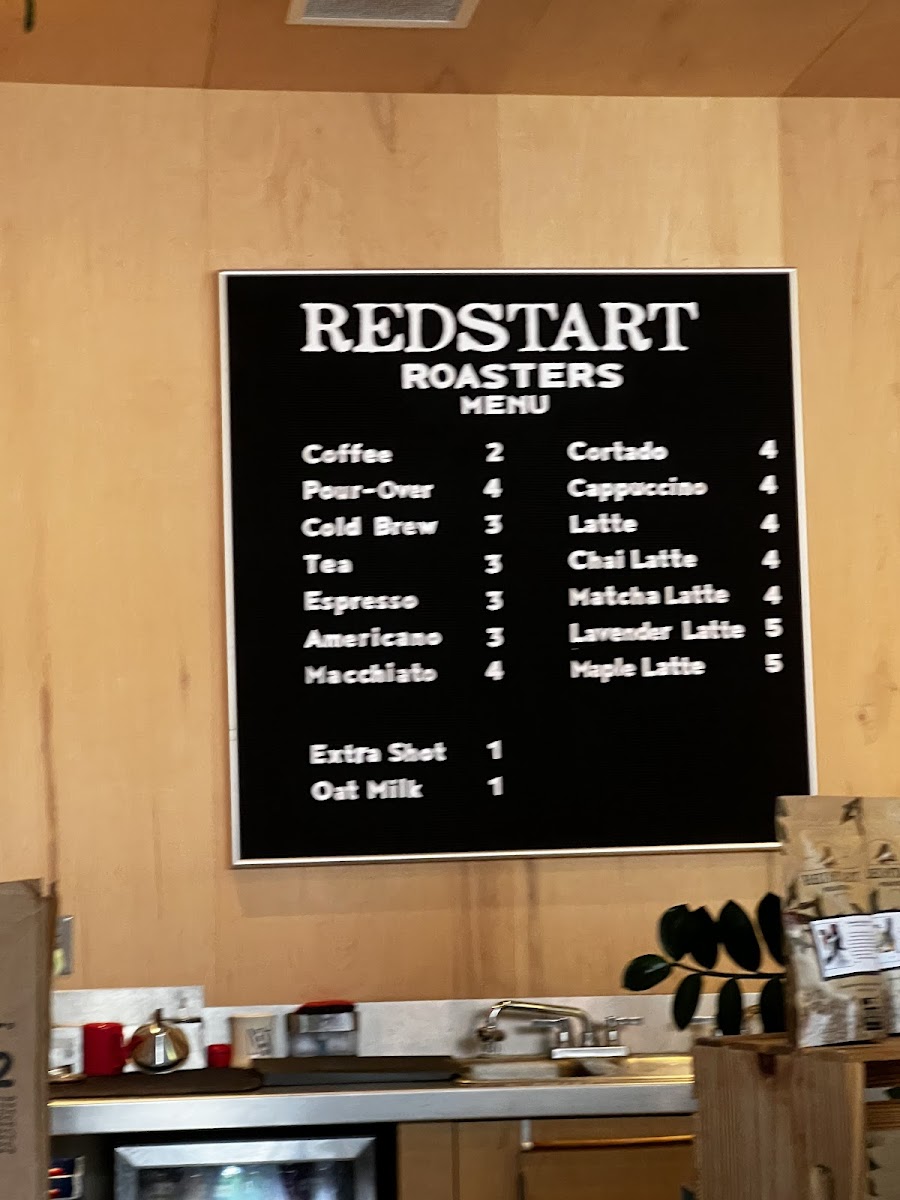 REDSTART
ROASTERS
MENU
Coffee 2
Pour-Over 4
Cold Brew 3
Tea 3
Espresso 3
Americano 3
Macchiato 4
Extra Shot 1
Oat Milk 1
Cortado 4
Cappuccino 4
Latte 4
Chai Latte 4
Matcha Latte 4
Lavender Latte 5
Maple Latte 5
REDSTART
2